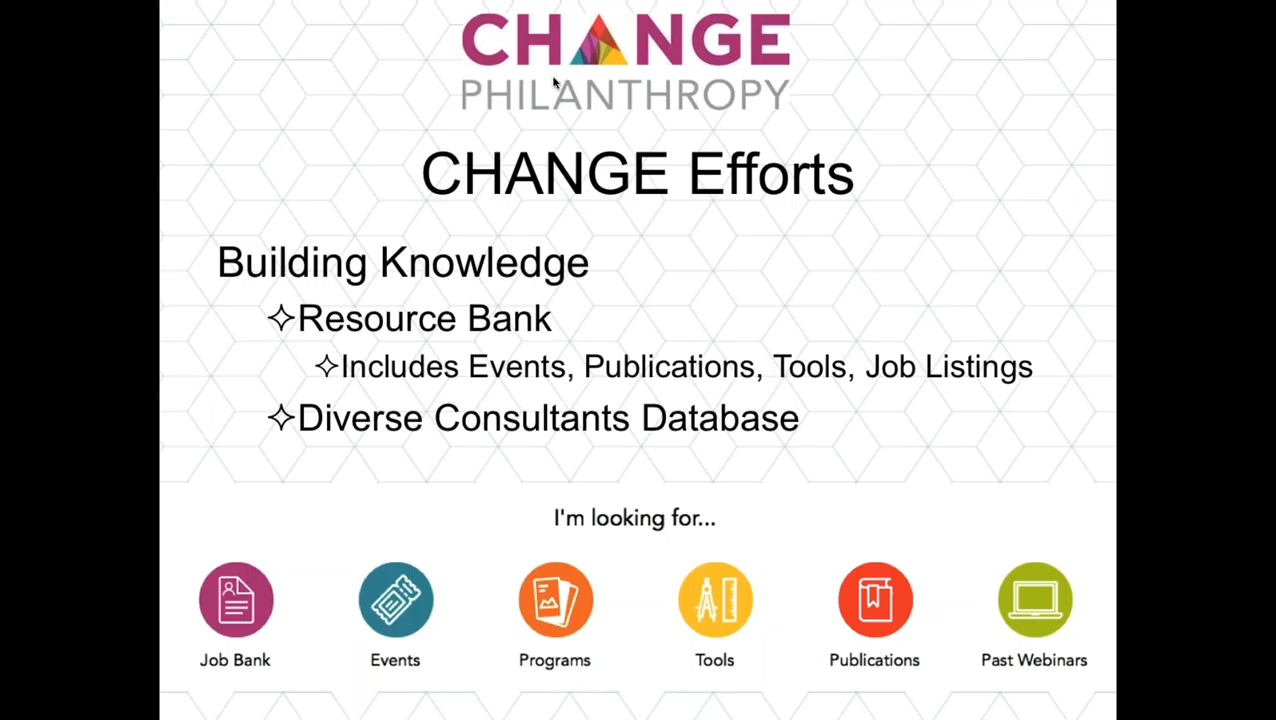 CHANGE
PHILANTHROPY
CHANGE Efforts
Building Knowledge
✧Resource Bank
✧Includes Events, Publications, Tools, Job Listings
✧Diverse Consultants Database
I'm looking for...
Job Bank Events Programs Tools Publications Past Webinars